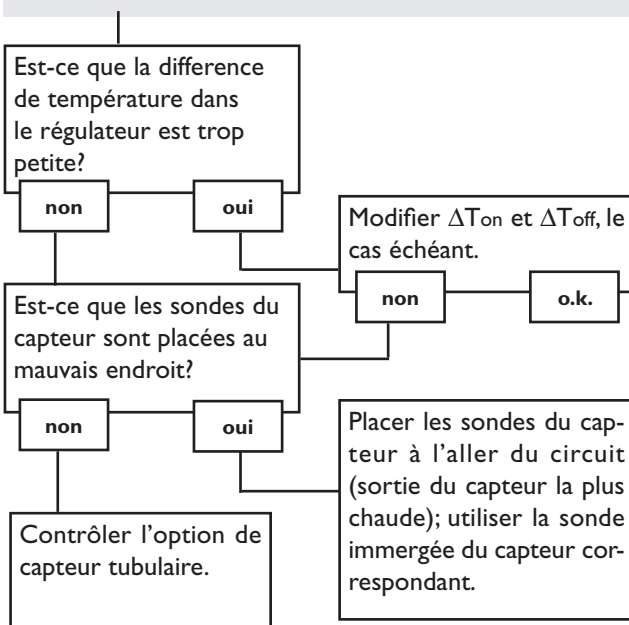 Est-ce que la difference
de température dans
le régulateur est trop
petite?
non
oui
Modifier ΔTon et ΔToff, le
cas échéant.
non
o.k.
Est-ce que les sondes du
capteur sont placées au
mauvais endroit?
non
oui
Placer les sondes du cap-
teur à l’aller du circuit
(sortie du capteur la plus
chaude); utiliser la sonde
immergée du capteur cor-
respondant.
Contrôler l’option de
capteur tubulaire.